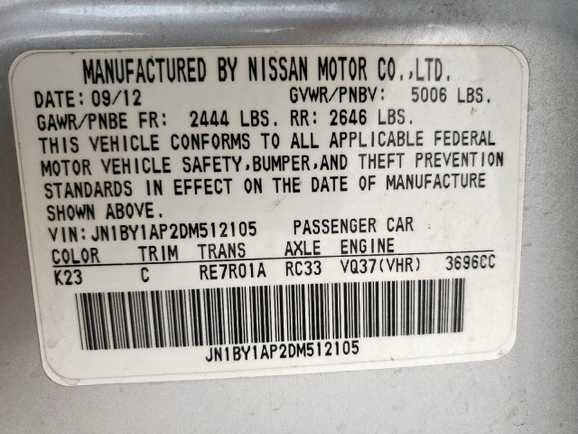 MANUFACTURED BY NISSAN MOTOR CO.,LTD.
DATE: 09/12 GVWR/PNBV: 5006 LBS.
GAWR/PNBE FR: 2444 LBS. RR: 2646 LBS.
THIS VEHICLE CONFORMS TO ALL APPLICABLE FEDERAL
MOTOR VEHICLE SAFETY,BUMPER,AND THEFT PREVENTION
STANDARDS IN EFFECT ON THE DATE OF MANUFACTURE
SHOWN ABOVE.
VIN: JN1BY1AP2DM512105 PASSENGER CAR
COLOR TRIM TRANS AXLE ENGINE
K23 C RE7R01A RC33 VQ37(VHR) 3696CC
JN1BY1AP2DM512105